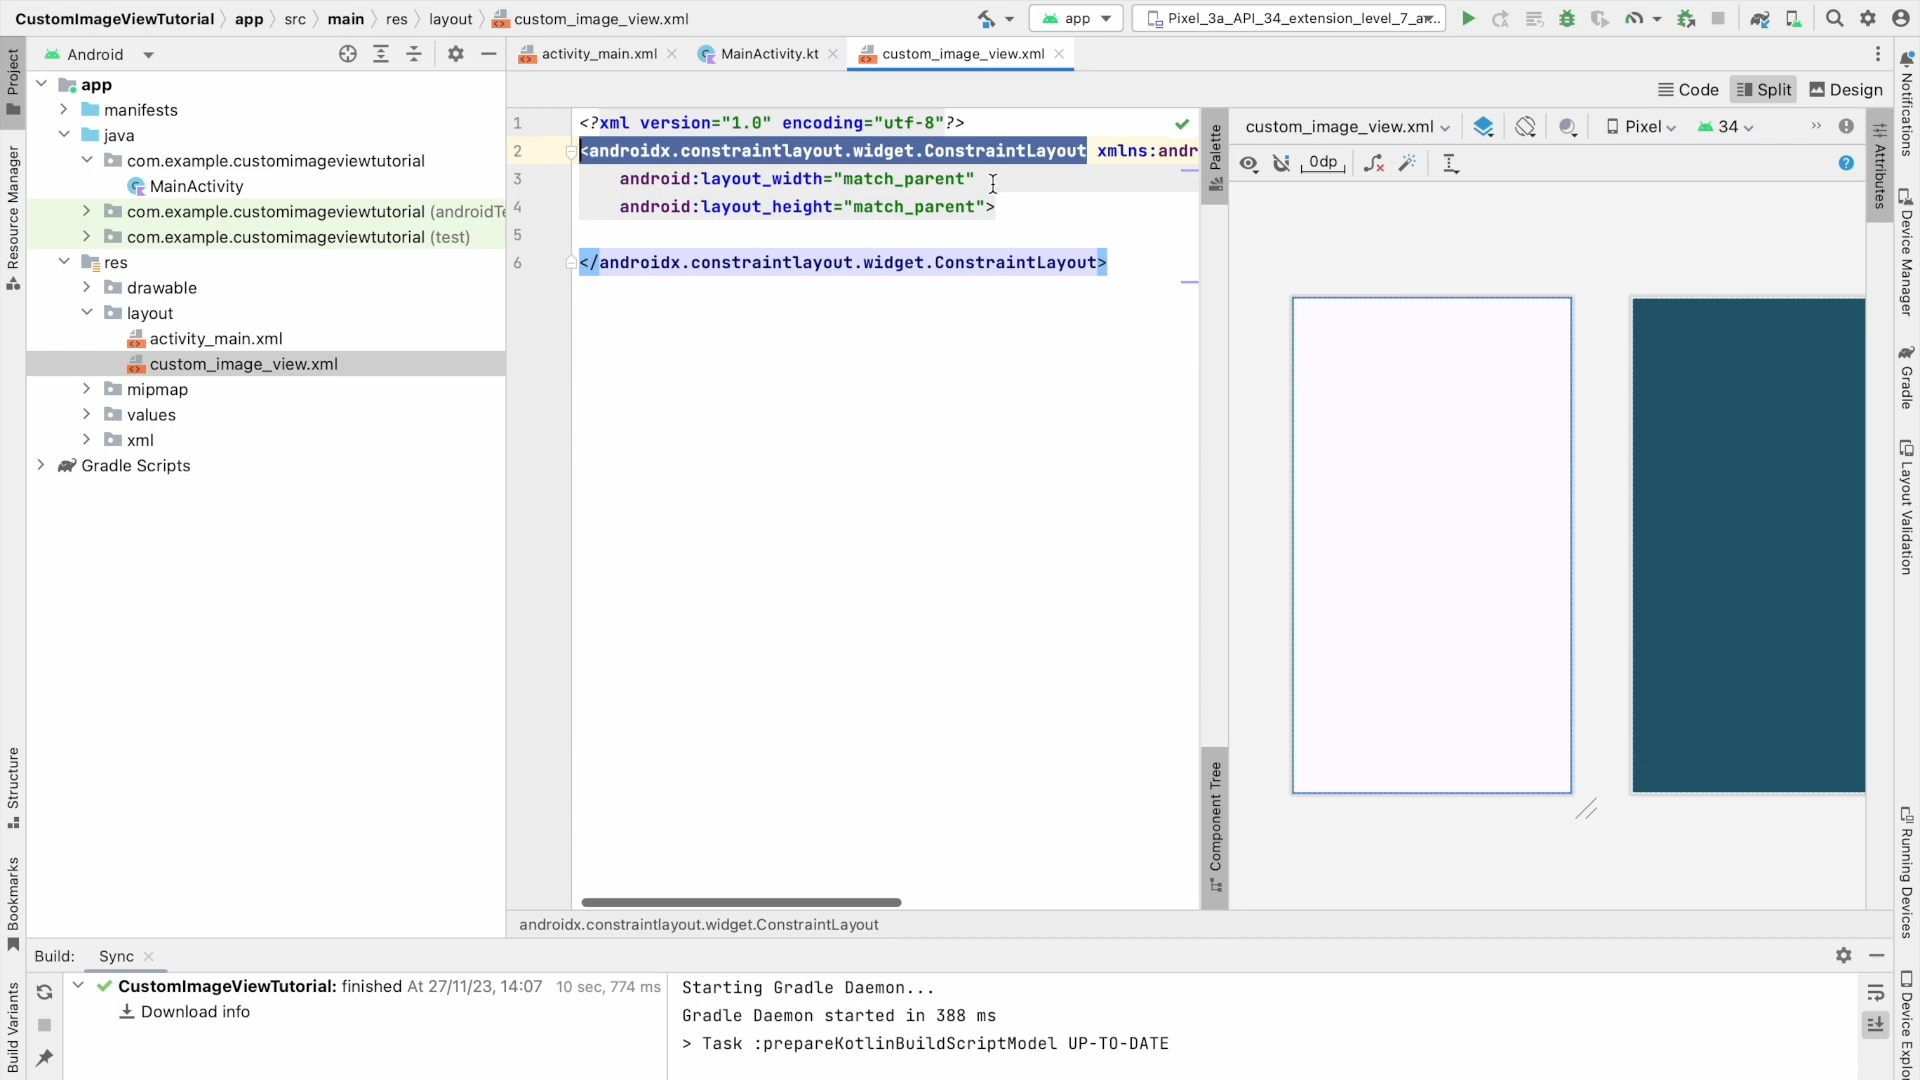 CustomImageViewTutorial app src main res layout custom_image_view.xml
app
Pixel_3a_API_34_extension_level_7_a...
Project
Android
activity_main.xml
MainActivity.kt
custom_image_view.xml
Notifications
Code
Split
Design
app
manifests
java
com.example.customimageviewtutorial
MainActivity
com.example.customimageviewtutorial (androidTe
com.example.customimageviewtutorial (test)
res
drawable
layout
activity_main.xml
custom_image_view.xml
mipmap
values
xml
Gradle Scripts
Resource Manager
Structure
Bookmarks
Build Variants
1 <?xml version="1.0" encoding="utf-8"?>
2 <androidx.constraintlayout.widget.ConstraintLayout xmlns:andr
3 android:layout_width="match_parent"
4 android:layout_height="match_parent">
5
6 </androidx.constraintlayout.widget.ConstraintLayout>
androidx.constraintlayout.widget.ConstraintLayout
Palette
Component Tree
custom_image_view.xml
Pixel
34
0dp
Attributes
Device Manager
Gradle
Layout Validation
Running Devices
Device Explor
Build:
Sync
CustomImageViewTutorial: finished At 27/11/23, 14:07 10 sec, 774 ms
Download info
Starting Gradle Daemon...
Gradle Daemon started in 388 ms
> Task :prepareKotlinBuildScriptModel UP-TO-DATE